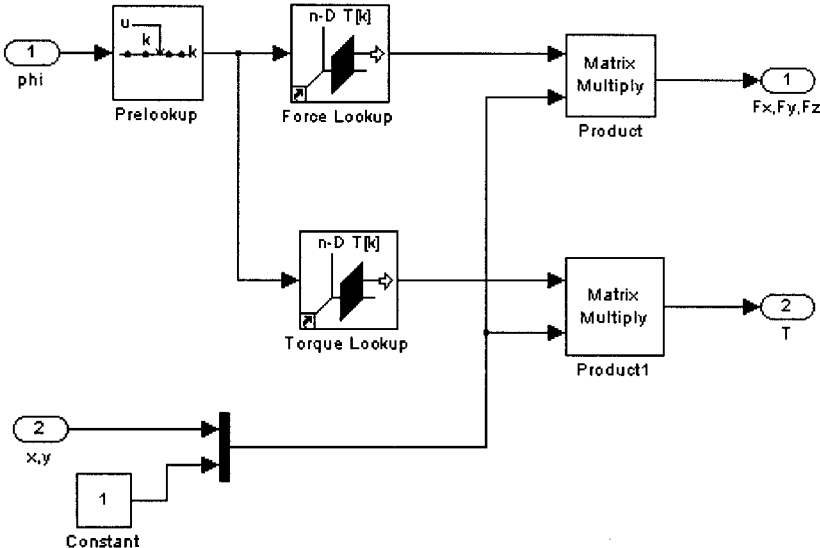 1
phi
u
k
k
Prelookup
n-D T[k]
Force Lookup
Matrix
Multiply
Product
1
Fx,Fy,Fz
n-D T[k]
Torque Lookup
Matrix
Multiply
Product1
2
T
2
x,y
1
Constant